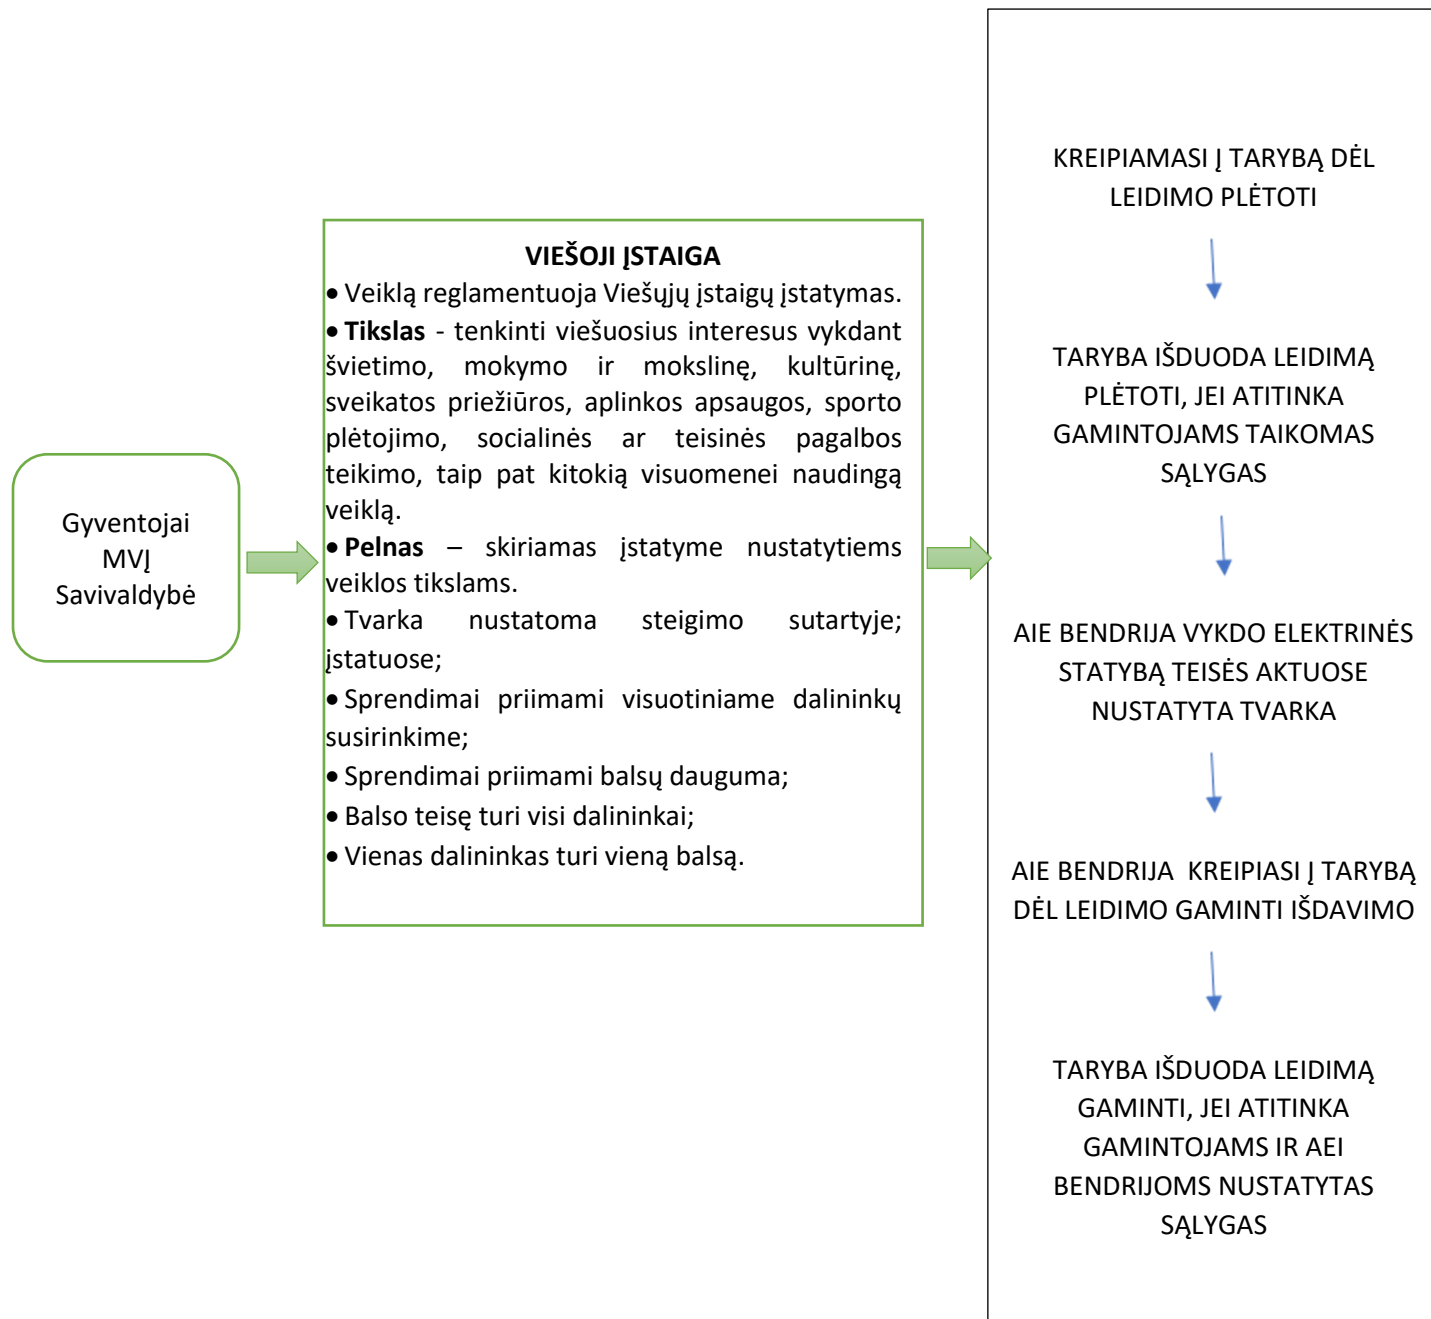 Gyventojai
MVĮ
Savivaldybė
VIEŠOJI ĮSTAIGA
• Veiklą reglamentuoja Viešųjų įstaigų įstatymas.
• Tikslas - tenkinti viešuosius interesus vykdant
švietimo, mokymo ir mokslinę, kultūrinę,
sveikatos priežiūros, aplinkos apsaugos, sporto
plėtojimo, socialinės ar teisinės pagalbos
teikimo, taip pat kitokią visuomenei naudingą
veiklą.
• Pelnas – skiriamas įstatyme nustatytiems
veiklos tikslams.
• Tvarka nustatoma steigimo sutartyje;
įstatuose;
• Sprendimai priimami visuotiniame dalininkų
susirinkime;
• Sprendimai priimami balsų dauguma;
• Balso teisę turi visi dalininkai;
• Vienas dalininkas turi vieną balsą.
KREIPIAMASI Į TARYBĄ DĖL
LEIDIMO PLĖTOTI
TARYBA IŠDUODA LEIDIMĄ
PLĖTOTI, JEI ATITINKA
GAMINTOJAMS TAIKOMAS
SĄLYGAS
AIE BENDRIJA VYKDO ELEKTRINĖS
STATYBĄ TEISĖS AKTUOSE
NUSTATYTA TVARKA
AIE BENDRIJA KREIPIASI Į TARYBĄ
DĖL LEIDIMO GAMINTI IŠDAVIMO
TARYBA IŠDUODA LEIDIMĄ
GAMINTI, JEI ATITINKA
GAMINTOJAMS IR AEI
BENDRIJOMS NUSTATYTAS
SĄLYGAS